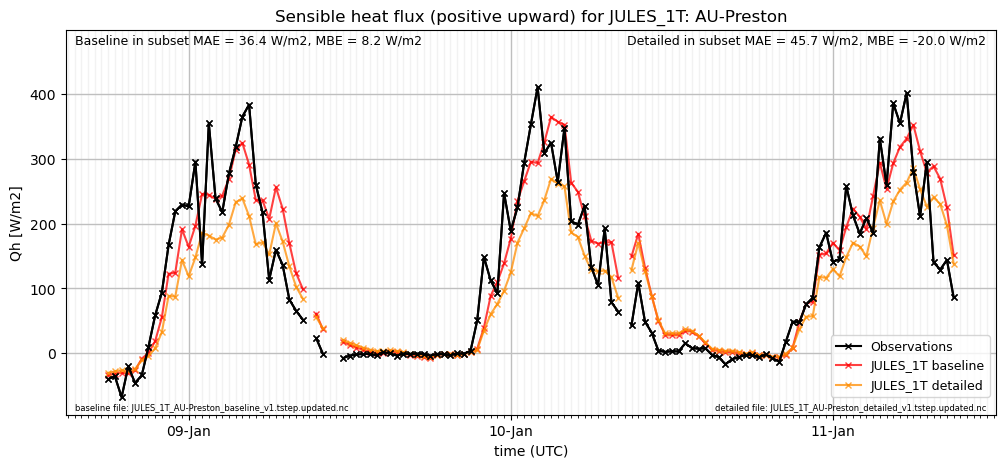 Sensible heat flux (positive upward) for JULES_1T: AU-Preston
Baseline in subset MAE = 36.4 W/m2, MBE = 8.2 W/m2
Detailed in subset MAE = 45.7 W/m2, MBE = -20.0 W/m2
Qh [W/m2]
400
300
200
100
0
Observations
JULES_1T baseline
JULES_1T detailed
baseline file: JULES_1T_AU-Preston_baseline_v1.tstep.updated.nc
detailed file: JULES_1T_AU-Preston_detailed_v1.tstep.updated.nc
09-Jan
10-Jan
11-Jan
time (UTC)